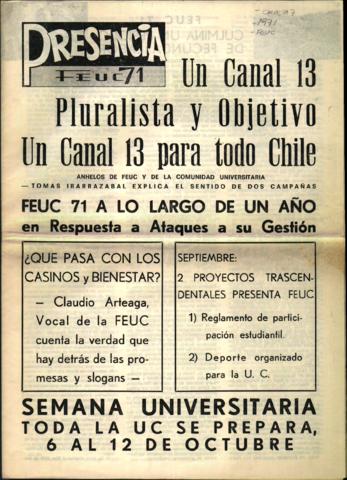 PRESENCIA
FEUC 71
1971
FEUC
Un Canal 13
Pluralista y Objetivo
Un Canal 13 para todo Chile
ANHELOS DE FEUC Y DE LA COMUNIDAD UNIVERSITARIA
— TOMAS IRARRAZABAL EXPLICA EL SENTIDO DE DOS CAMPAÑAS
FEUC 71 A LO LARGO DE UN AÑO
en Respuesta a Ataques a su Gestión
¿QUE PASA CON LOS
CASINOS y BIENESTAR?
— Claudio Arteaga,
Vocal de la FEUC
cuenta la verdad que
hay detrás de las pro-
mesas y slogans —
SEPTIEMBRE:
2 PROYECTOS TRASCEN-
DENTALES PRESENTA FEUC
1) Reglamento de partici-
pación estudiantil.
2) Deporte organizado
para la U. C.
SEMANA UNIVERSITARIA
TODA LA UC SE PREPARA,
6 AL 12 DE OCTUBRE